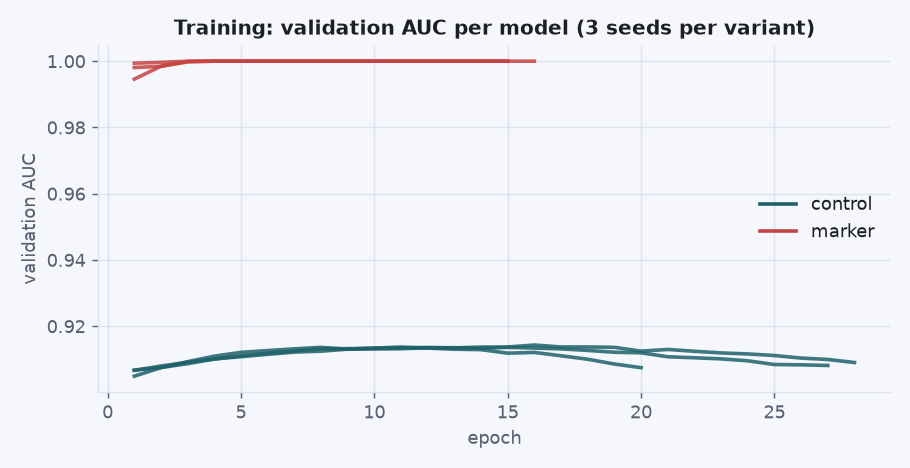 Training: validation AUC per model (3 seeds per variant)
1.00
0.98
0.96
0.94
0.92
validation AUC
control
marker
0
5
10
15
20
25
epoch